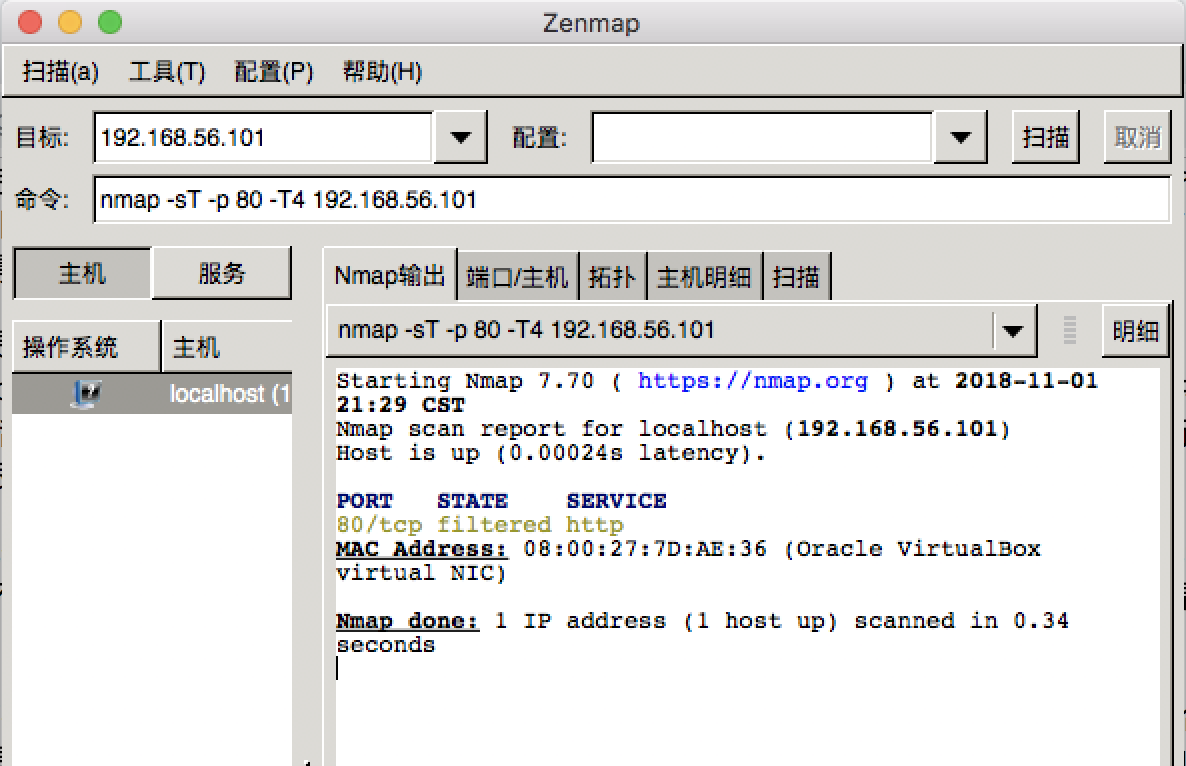 Zenmap
扫描(a) 工具(T) 配置(P) 帮助(H)
目标: 192.168.56.101 配置: 扫描 取消
命令: nmap -sT -p 80 -T4 192.168.56.101
主机 服务 Nmap输出 端口/主机 拓扑 主机明细 扫描
nmap -sT -p 80 -T4 192.168.56.101 明细
操作系统 主机
localhost (1
Starting Nmap 7.70 ( https://nmap.org ) at 2018-11-01
21:29 CST
Nmap scan report for localhost (192.168.56.101)
Host is up (0.00024s latency).
PORT STATE SERVICE
80/tcp filtered http
MAC Address: 08:00:27:7D:AE:36 (Oracle VirtualBox
virtual NIC)
Nmap done: 1 IP address (1 host up) scanned in 0.34
seconds